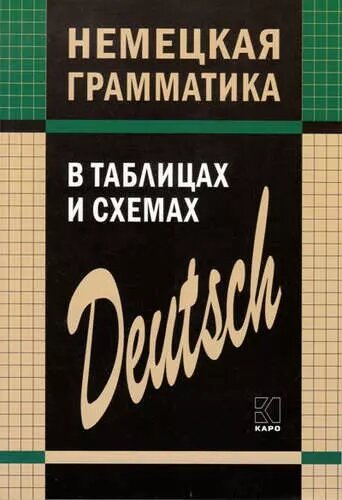 НЕМЕЦКАЯ
ГРАММАТИКА
В ТАБЛИЦАХ
И СХЕМАХ
Deutsch
КАРО